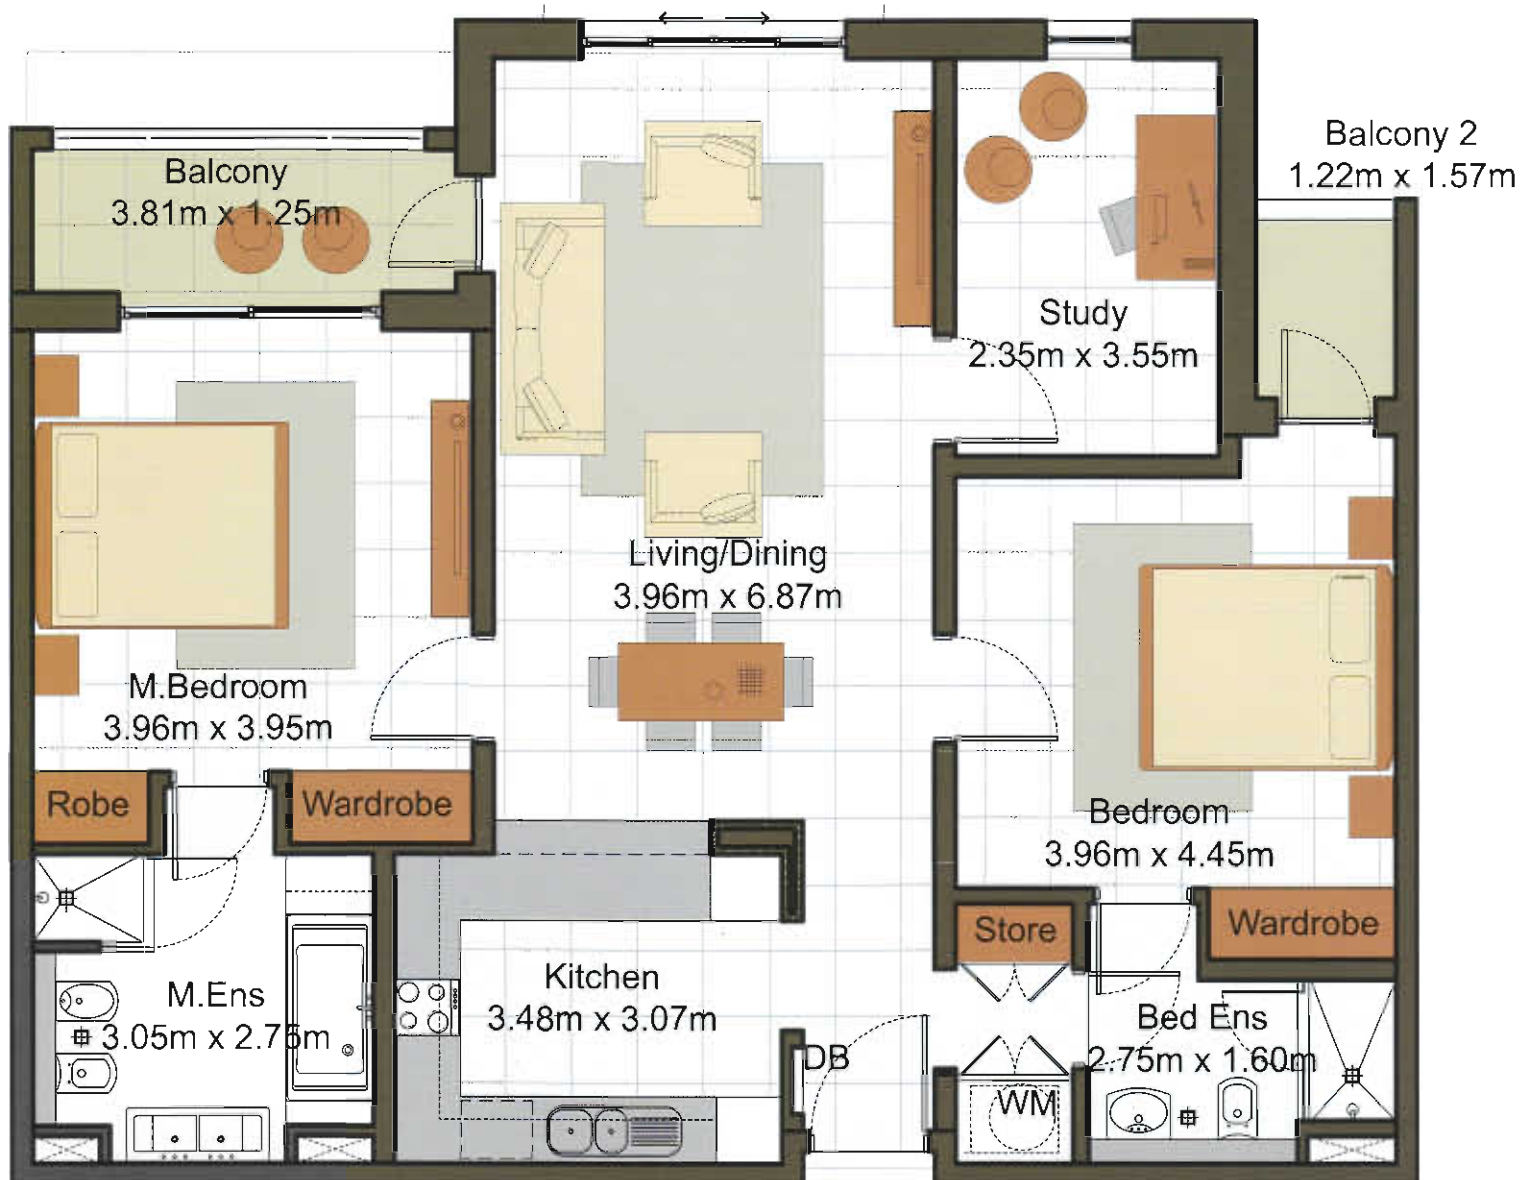 Balcony
3.81m x 1.25m
Balcony 2
1.22m x 1.57m
Study
2.35m x 3.55m
Living/Dining
3.96m x 6.87m
M.Bedroom
3.96m x 3.95m
Robe
Wardrobe
Bedroom
3.96m x 4.45m
Store
Wardrobe
Kitchen
3.48m x 3.07m
M.Ens
3.05m x 2.75m
Bed Ens
2.75m x 1.60m
DB
WM